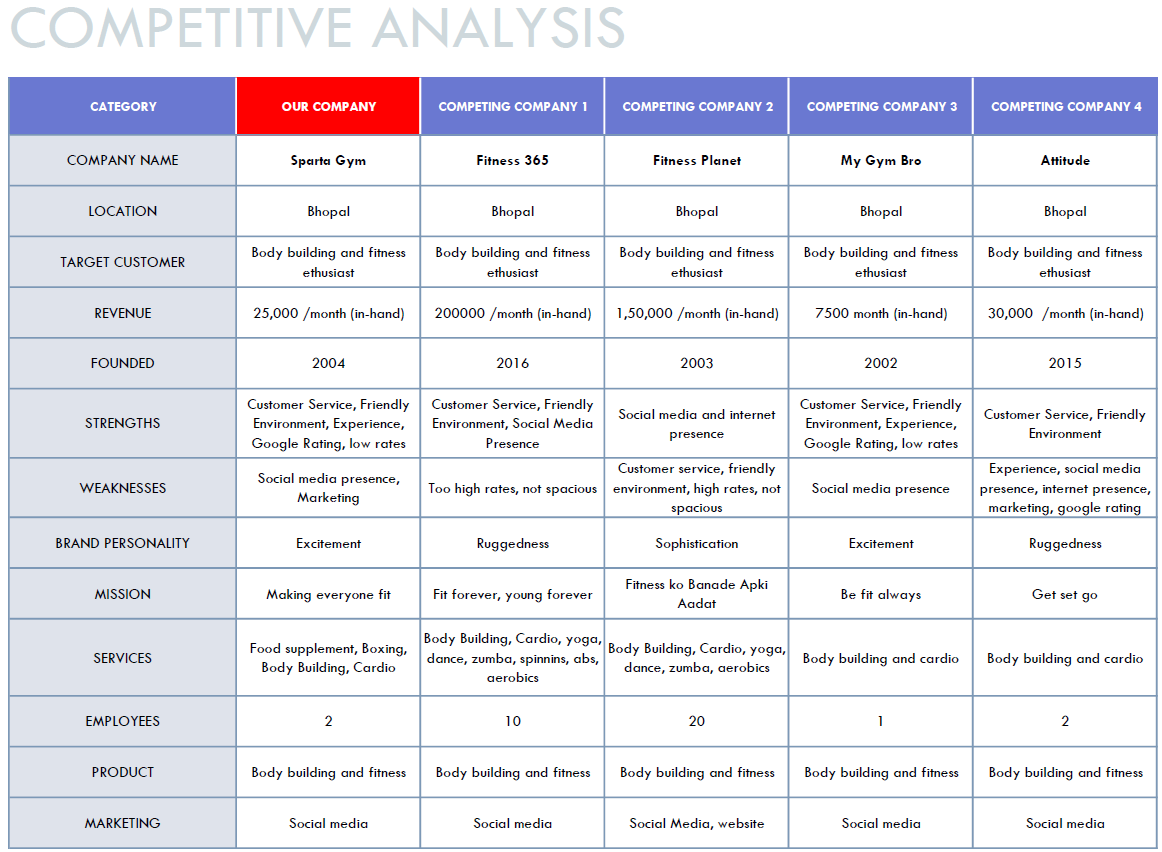 COMPETITIVE ANALYSIS
CATEGORY
OUR COMPANY
COMPETING COMPANY 1
COMPETING COMPANY 2
COMPETING COMPANY 3
COMPETING COMPANY 4
COMPANY NAME
Sparta Gym
Fitness 365
Fitness Planet
My Gym Bro
Attitude
LOCATION
Bhopal
Bhopal
Bhopal
Bhopal
Bhopal
TARGET CUSTOMER
Body building and fitness
ethusiast
Body building and fitness
ethusiast
Body building and fitness
ethusiast
Body building and fitness
ethusiast
Body building and fitness
ethusiast
REVENUE
25,000 /month (in-hand)
200000 /month (in-hand)
1,50,000 /month (in-hand)
7500 month (in-hand)
30,000  /month (in-hand)
FOUNDED
2004
2016
2003
2002
2015
STRENGTHS
Customer Service, Friendly
Environment, Experience,
Google Rating, low rates
Customer Service, Friendly
Environment, Social Media
Presence
Social media and internet
presence
Customer Service, Friendly
Environment, Experience,
Google Rating, low rates
Customer Service, Friendly
Environment
WEAKNESSES
Social media presence,
Marketing
Too high rates, not spacious
Customer service, friendly
environment, high rates, not
spacious
Social media presence
Experience, social media
presence, internet presence,
marketing, google rating
BRAND PERSONALITY
Excitement
Ruggedness
Sophistication
Excitement
Ruggedness
MISSION
Making everyone fit
Fit forever, young forever
Fitness ko Banade Apki
Aadat
Be fit always
Get set go
SERVICES
Food supplement, Boxing,
Body Building, Cardio
Body Building, Cardio, yoga,
dance, zumba, spinnins, abs,
aerobics
Body Building, Cardio, yoga,
dance, zumba, aerobics
Body building and cardio
Body building and cardio
EMPLOYEES
2
10
20
1
2
PRODUCT
Body building and fitness
Body building and fitness
Body building and fitness
Body building and fitness
Body building and fitness
MARKETING
Social media
Social media
Social Media, website
Social media
Social media